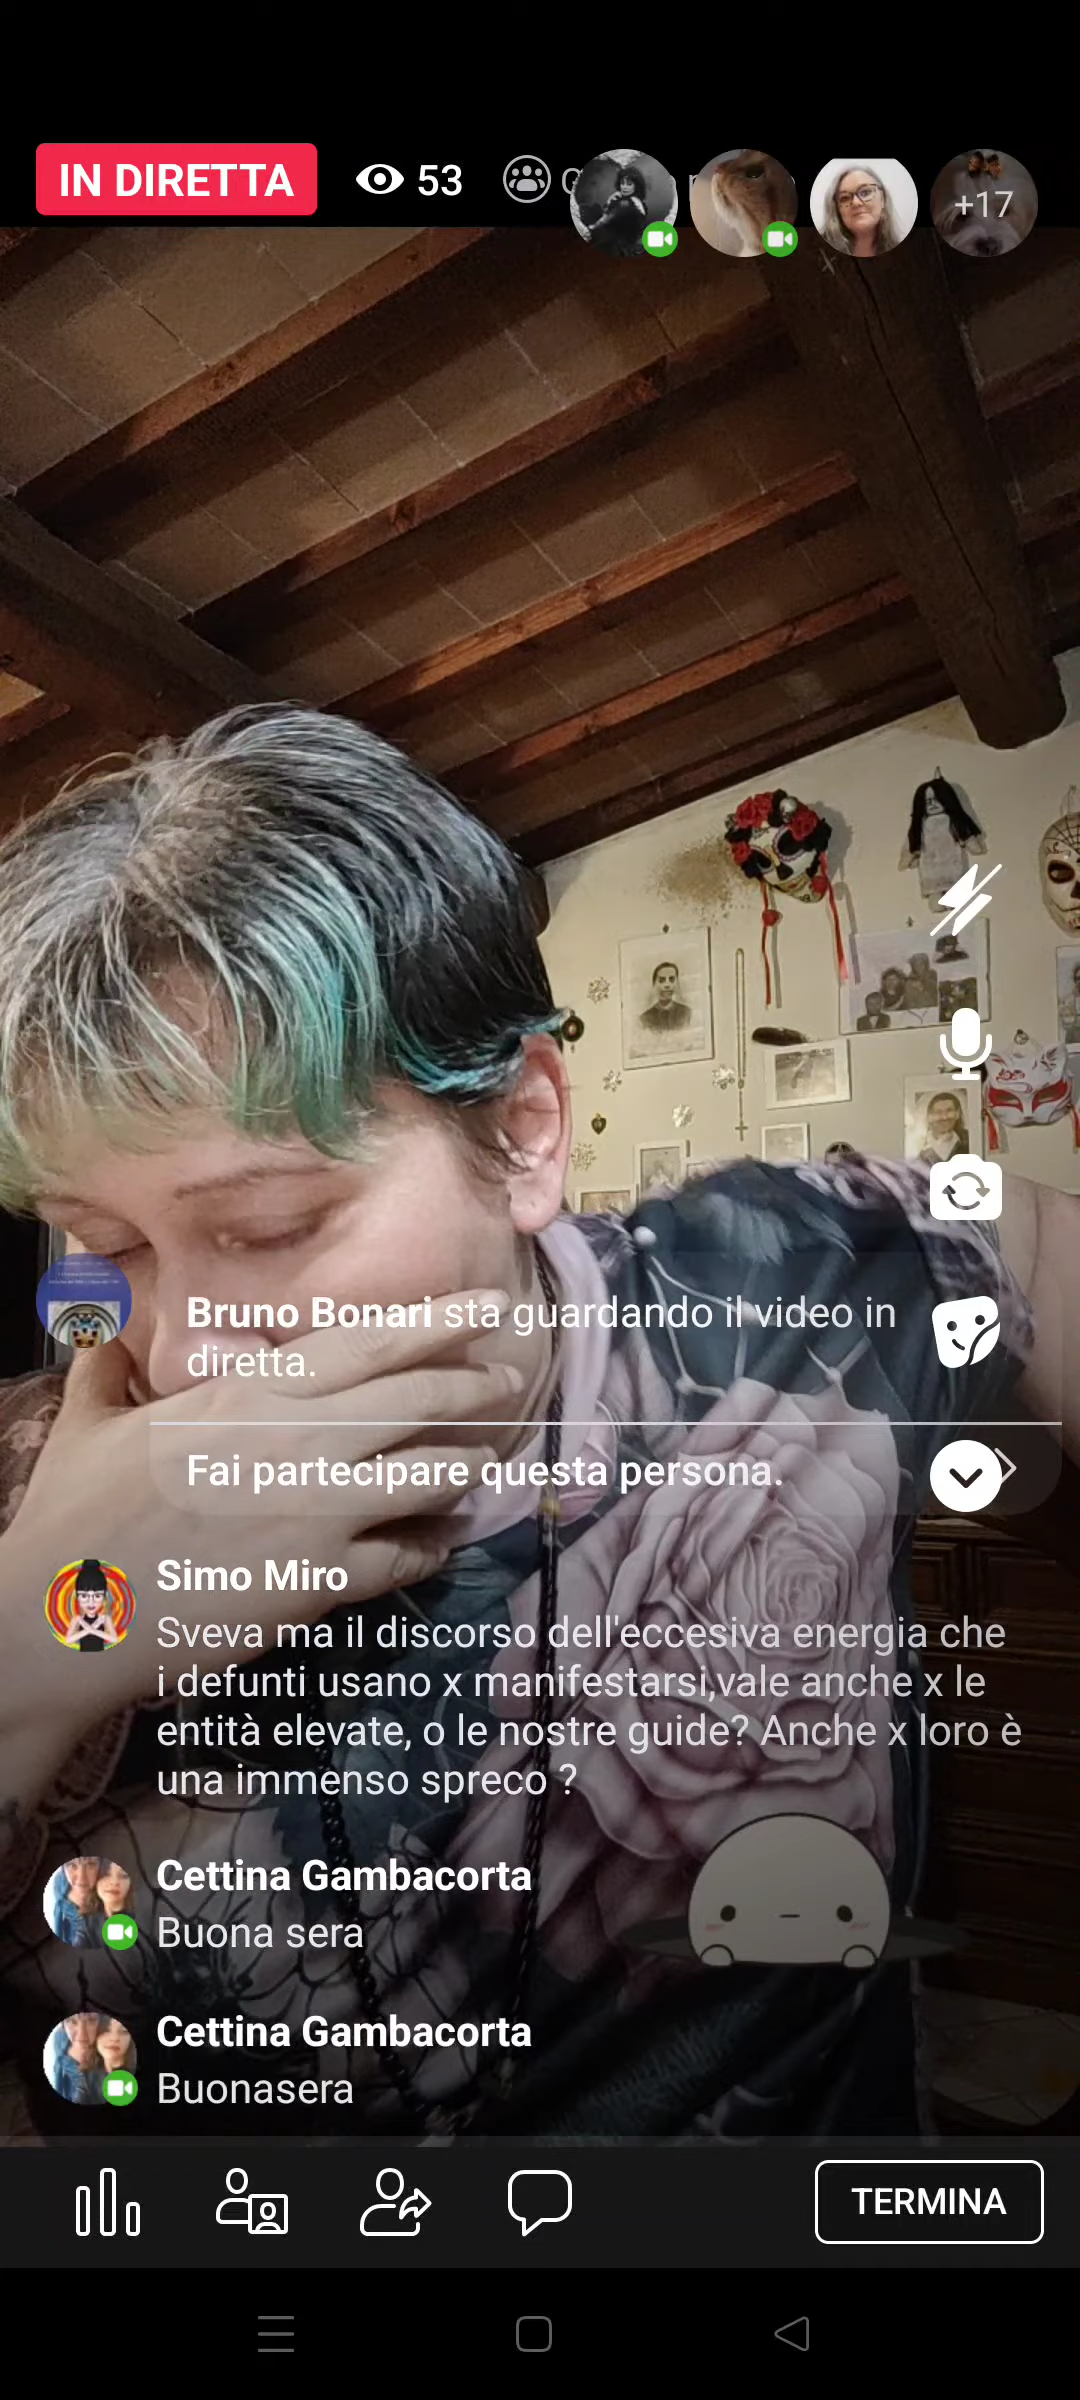 IN DIRETTA
53
+17
Bruno Bonari sta guardando il video in
diretta.
Fai partecipare questa persona.
Simo Miro
Sveva ma il discorso dell'eccesiva energia che
i defunti usano x manifestarsi,vale anche x le
entità elevate, o le nostre guide? Anche x loro è
una immenso spreco ?
Cettina Gambacorta
Buona sera
Cettina Gambacorta
Buonasera
TERMINA